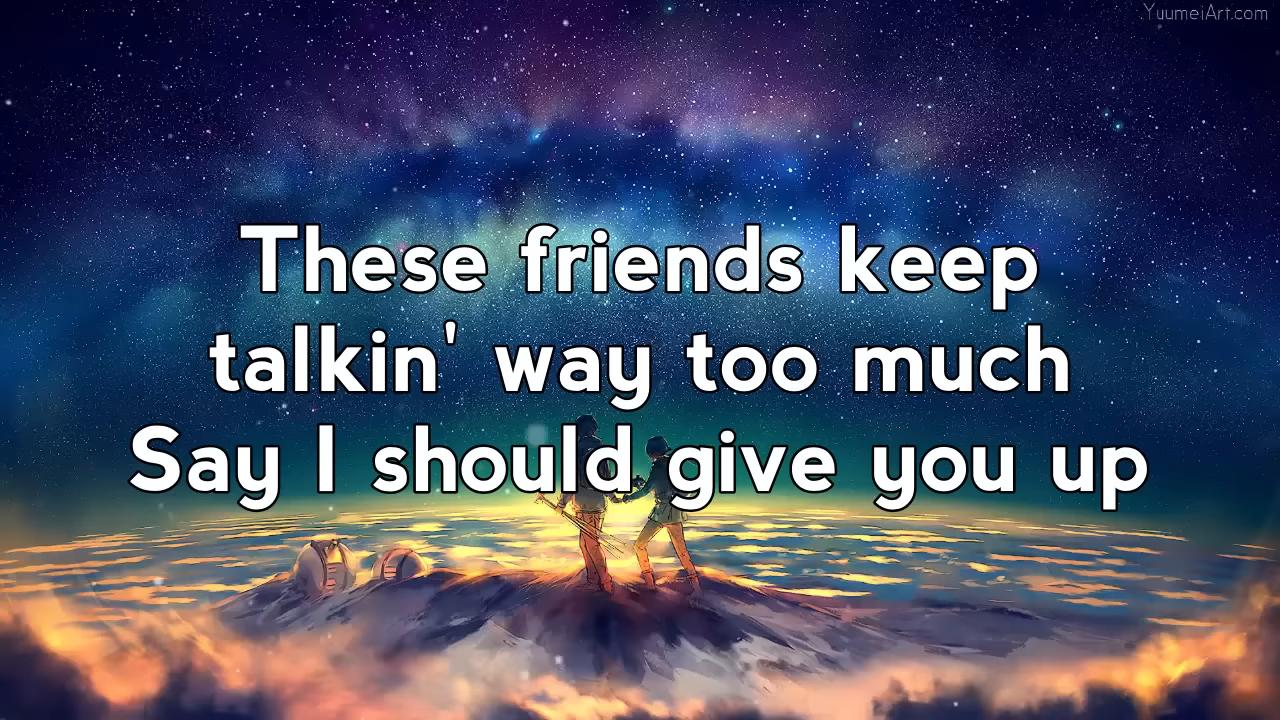 YuumeiArt.com
These friends keep
talkin' way too much
Say I should give you up